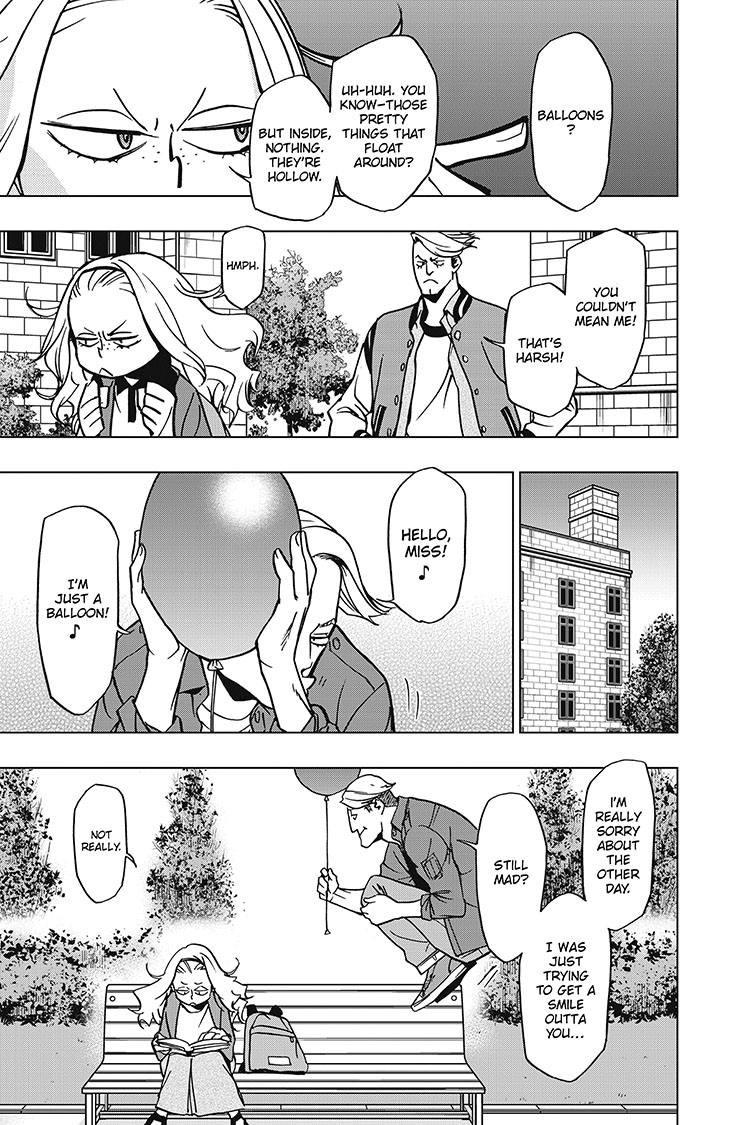 BALLOONS
?
UH-HUH. YOU
KNOW–THOSE
PRETTY
THINGS THAT
FLOAT
AROUND?
BUT INSIDE,
NOTHING.
THEY'RE
HOLLOW.
YOU
COULDN'T
MEAN ME!
THAT'S
HARSH!
HMPH.
HELLO,
MISS!
♪
I'M
JUST A
BALLOON!
♪
I'M
REALLY
SORRY
ABOUT
THE
OTHER
DAY.
STILL
MAD?
I WAS
JUST
TRYING
TO GET A
SMILE
OUTTA
YOU...
NOT
REALLY.